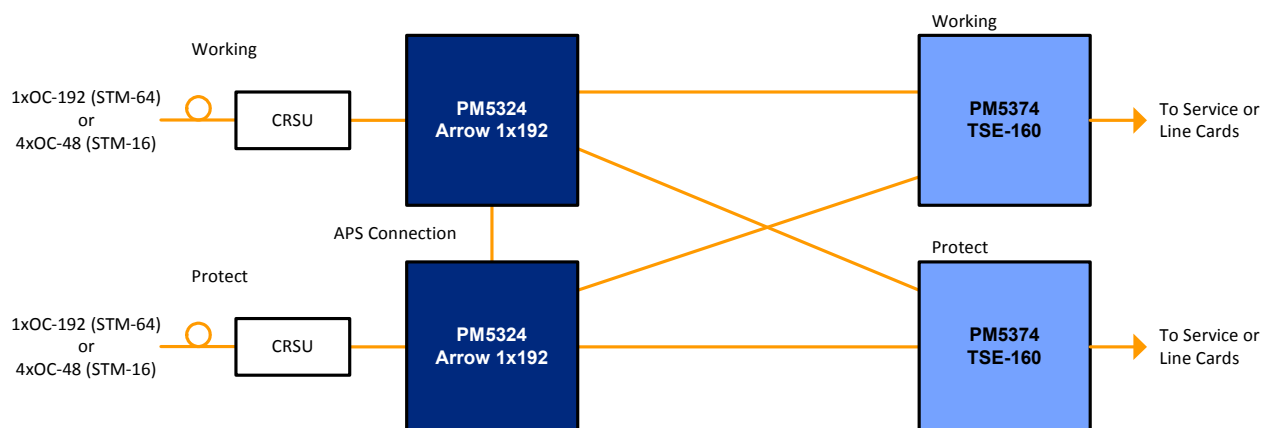 Working
1xOC-192 (STM-64)
or
4xOC-48 (STM-16)
CRSU
PM5324
Arrow 1x192
Working
PM5374
TSE-160
To Service or
Line Cards
APS Connection
Protect
1xOC-192 (STM-64)
or
4xOC-48 (STM-16)
CRSU
PM5324
Arrow 1x192
Protect
PM5374
TSE-160
To Service or
Line Cards